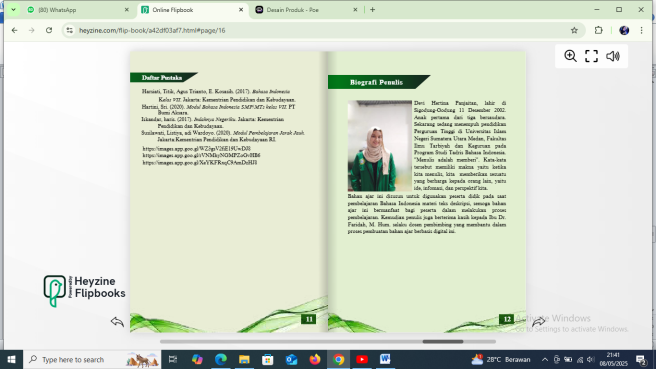 (80) WhatsApp
Online Flipbook
Desain Produk - Poe
heyzine.com/flip-book/a42df03af7.html#page/16
Daftar Pustaka
Harsiati, Titik, Agus Trianto, E. Kosasih. (2017). Bahasa Indonesia
Kelas VII. Jakarta: Kementrian Pendidikan dan Kebudayaan.
Hartini, Sri. (2020). Modul Bahasa Indonesia SMP/MTs kelas VII. PT
Bumi Aksara.
Iskandar, haris. (2017). Indahnya Negeriku. Jakarta: Kementrian
Pendidikan dan Kebudayaan.
Susilawati, Listiya, adi Wardoyo. (2020). Modul Pembelajaran Jarak Jauh.
Jakarta:Kementrian Pendidikan dan Kebudayaan RI.
https://images.app.goo.gl/
https://images.app.goo.gl/
https://images.app.goo.gl/
11
Biografi Penulis
Devi Harlina Panjaitan, lahir di
Sigodung-Godung 11 Desember 2002.
Anak pertama dari tiga bersaudara.
Sekarang sedang menempuh pendidikan
Perguruan Tinggi di Universitas Islam
Negeri Sumatera Utara Medan, Fakultas
Ilmu Tarbiyah dan Keguruan pada
Program Studi Tadris Bahasa Indonesia.
"Menulis adalah memberi". Kata-kata
tersebut memiliki makna yaitu ketika
kita menulis, kita memberikan sesuatu
yang berharga kepada orang lain, yaitu
ide, infomasi, dan perspektif kita.
Bahan ajar ini disusun untuk digunakan peserta didik pada saat
pembelajaran Bahasa Indonesia materi teks deskripsi, semoga bahan
ajar ini bermanfaat bagi peserta dalam melakukan proses
pembelajaran. Kemudian penulis juga berterima kasih kepada Ibu Dr.
Faridah, M. Hum. selaku dosen pembimbing yang membantu dalam
proses pembuatan bahan ajar berbasis digital ini.
12
Powered by
Heyzine
Flipbooks
Activate Windows
Go to Settings to activate Windows.
Type here to search
28°C Berawan
21:41
08/05/2025